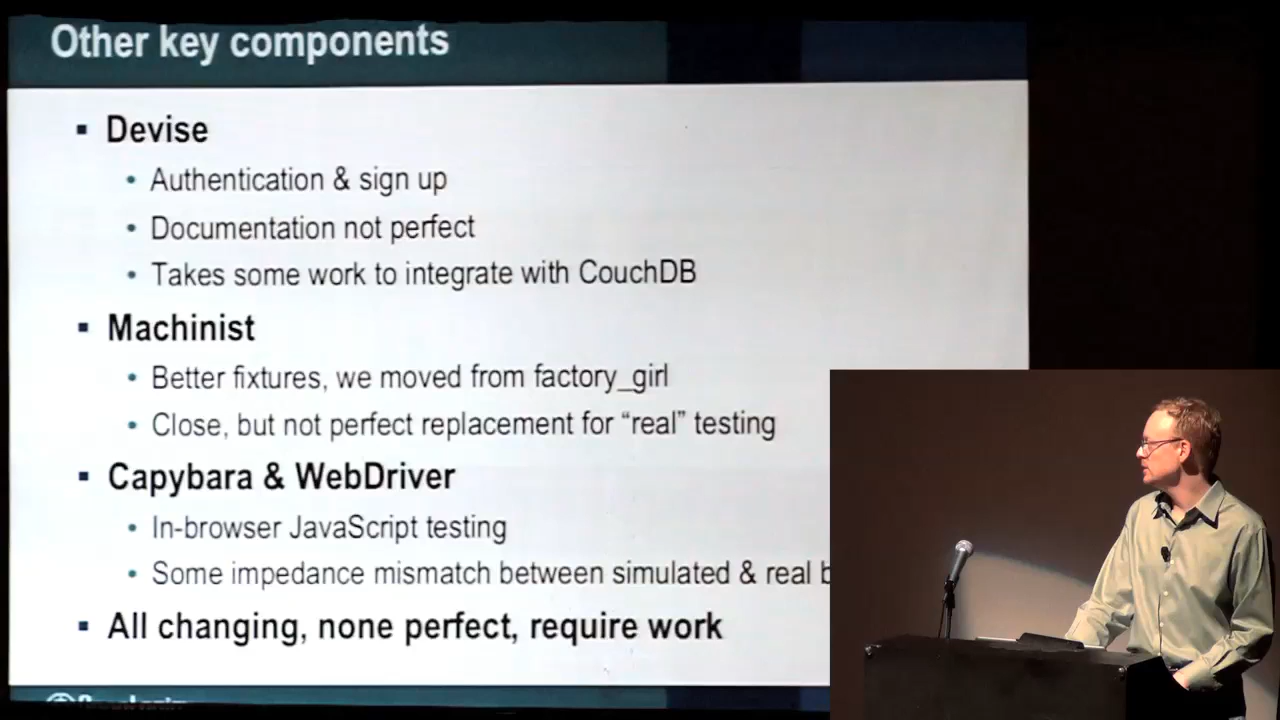 Other key components
Devise
Authentication & sign up
Documentation not perfect
Takes some work to integrate with CouchDB
Machinist
Better fixtures, we moved from factory_girl
Close, but not perfect replacement for “real” testing
Capybara & WebDriver
In-browser JavaScript testing
Some impedance mismatch between simulated & real b
All changing, none perfect, require work